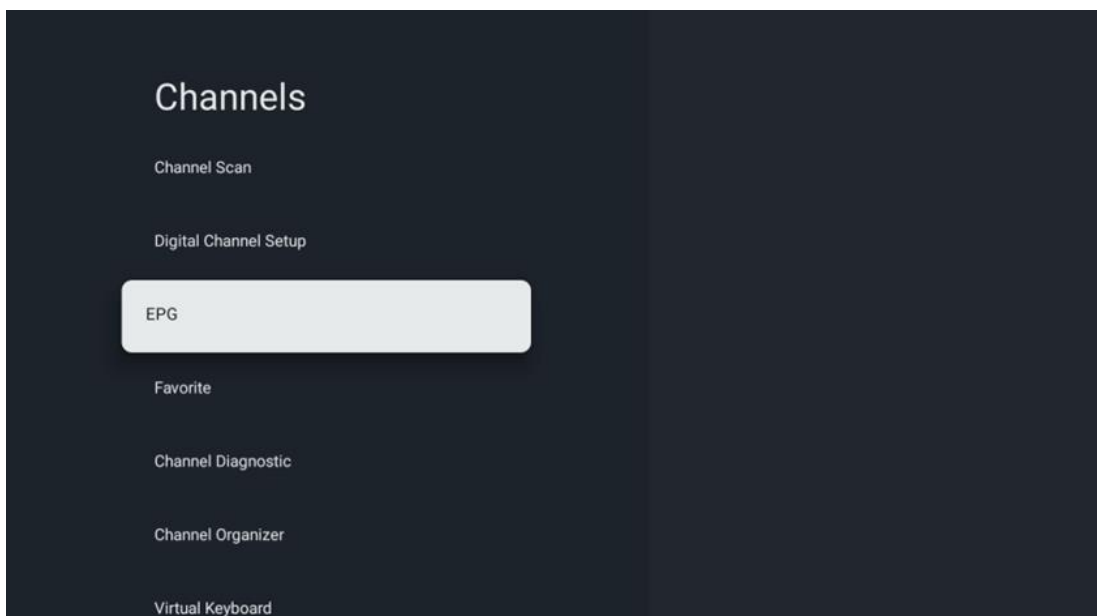 Channels
Channel Scan
Digital Channel Setup
EPG
Favorite
Channel Diagnostic
Channel Organizer
Virtual Keyboard